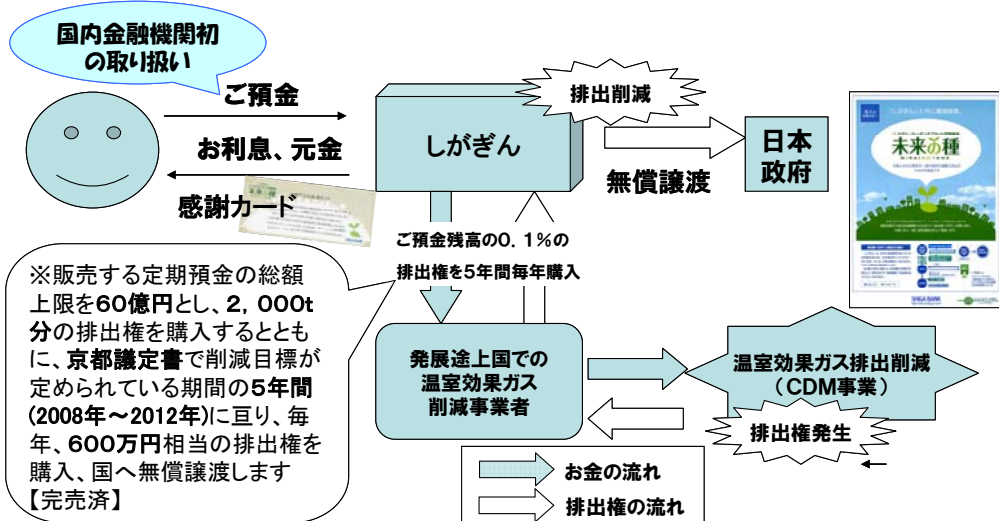 国内金融機関初
の取り扱い
ご預金
お利息、元金
感謝カード
しがぎん
排出削減
無償譲渡
日本
政府
未来の種
ご預金残高の0．1％の
排出権を5年間毎年購入
※販売する定期預金の総額
上限を60億円とし、2，000t
分の排出権を購入するととも
に、京都議定書で削減目標が
定められている期間の5年間
(2008年～2012年)に亘り、毎
年、600万円相当の排出権を
購入、国へ無償譲渡します
【完売済】
発展途上国での
温室効果ガス
削減事業者
温室効果ガス排出削減
（CDM事業）
排出権発生
お金の流れ
排出権の流れ